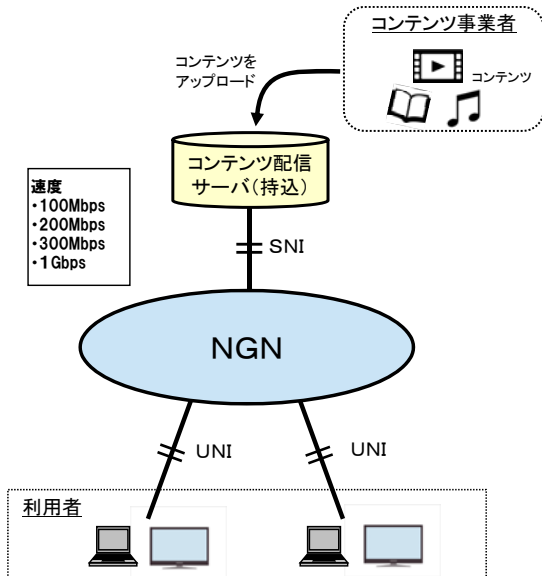 コンテンツ事業者
コンテンツ
コンテンツを
アップロード
コンテンツ配信
サーバ(持込)
速度
・100Mbps
・200Mbps
・300Mbps
・1Gbps
SNI
NGN
UNI
UNI
利用者